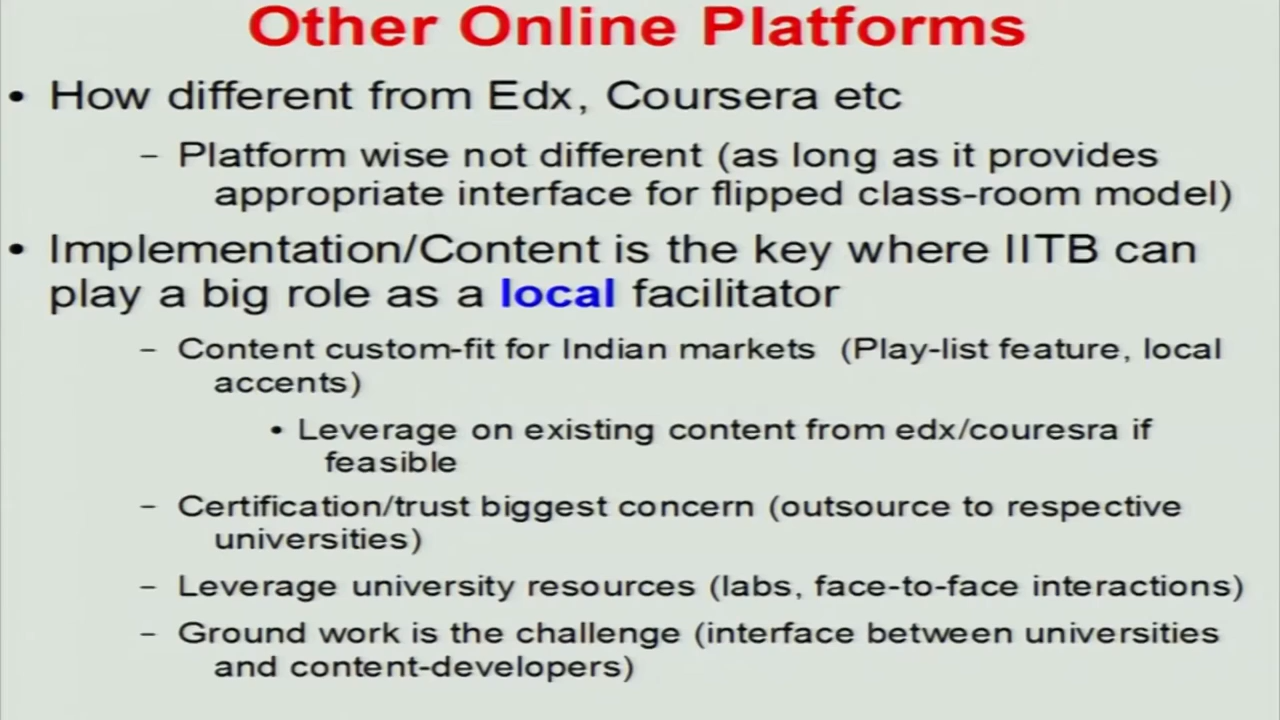 Other Online Platforms
• How different from Edx, Coursera etc
– Platform wise not different (as long as it provides
appropriate interface for flipped class-room model)
• Implementation/Content is the key where IITB can
play a big role as a local facilitator
– Content custom-fit for Indian markets (Play-list feature, local
accents)
• Leverage on existing content from edx/couresra if
feasible
– Certification/trust biggest concern (outsource to respective
universities)
– Leverage university resources (labs, face-to-face interactions)
– Ground work is the challenge (interface between universities
and content-developers)